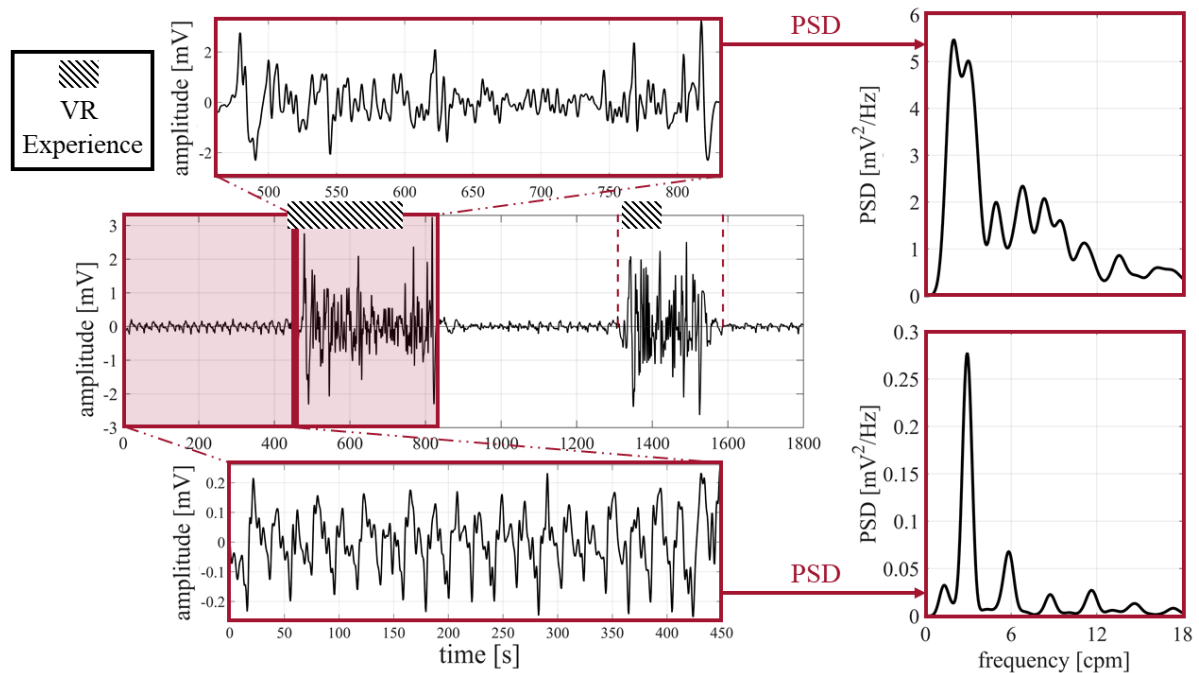 VR
Experience
amplitude [mV]
2
0
-2
500 550 600 650 700 750 800
PSD
PSD [mV²/Hz]
6
5
4
3
2
1
0
amplitude [mV]
3
2
1
0
-1
-2
-3
0 200 400 600 800 1000 1200 1400 1600 1800
amplitude [mV]
0.2
0.1
0
-0.1
-0.2
0 50 100 150 200 250 300 350 400 450
time [s]
PSD
PSD [mV²/Hz]
0.3
0.25
0.2
0.15
0.1
0.05
0
0 6 12 18
frequency [cpm]